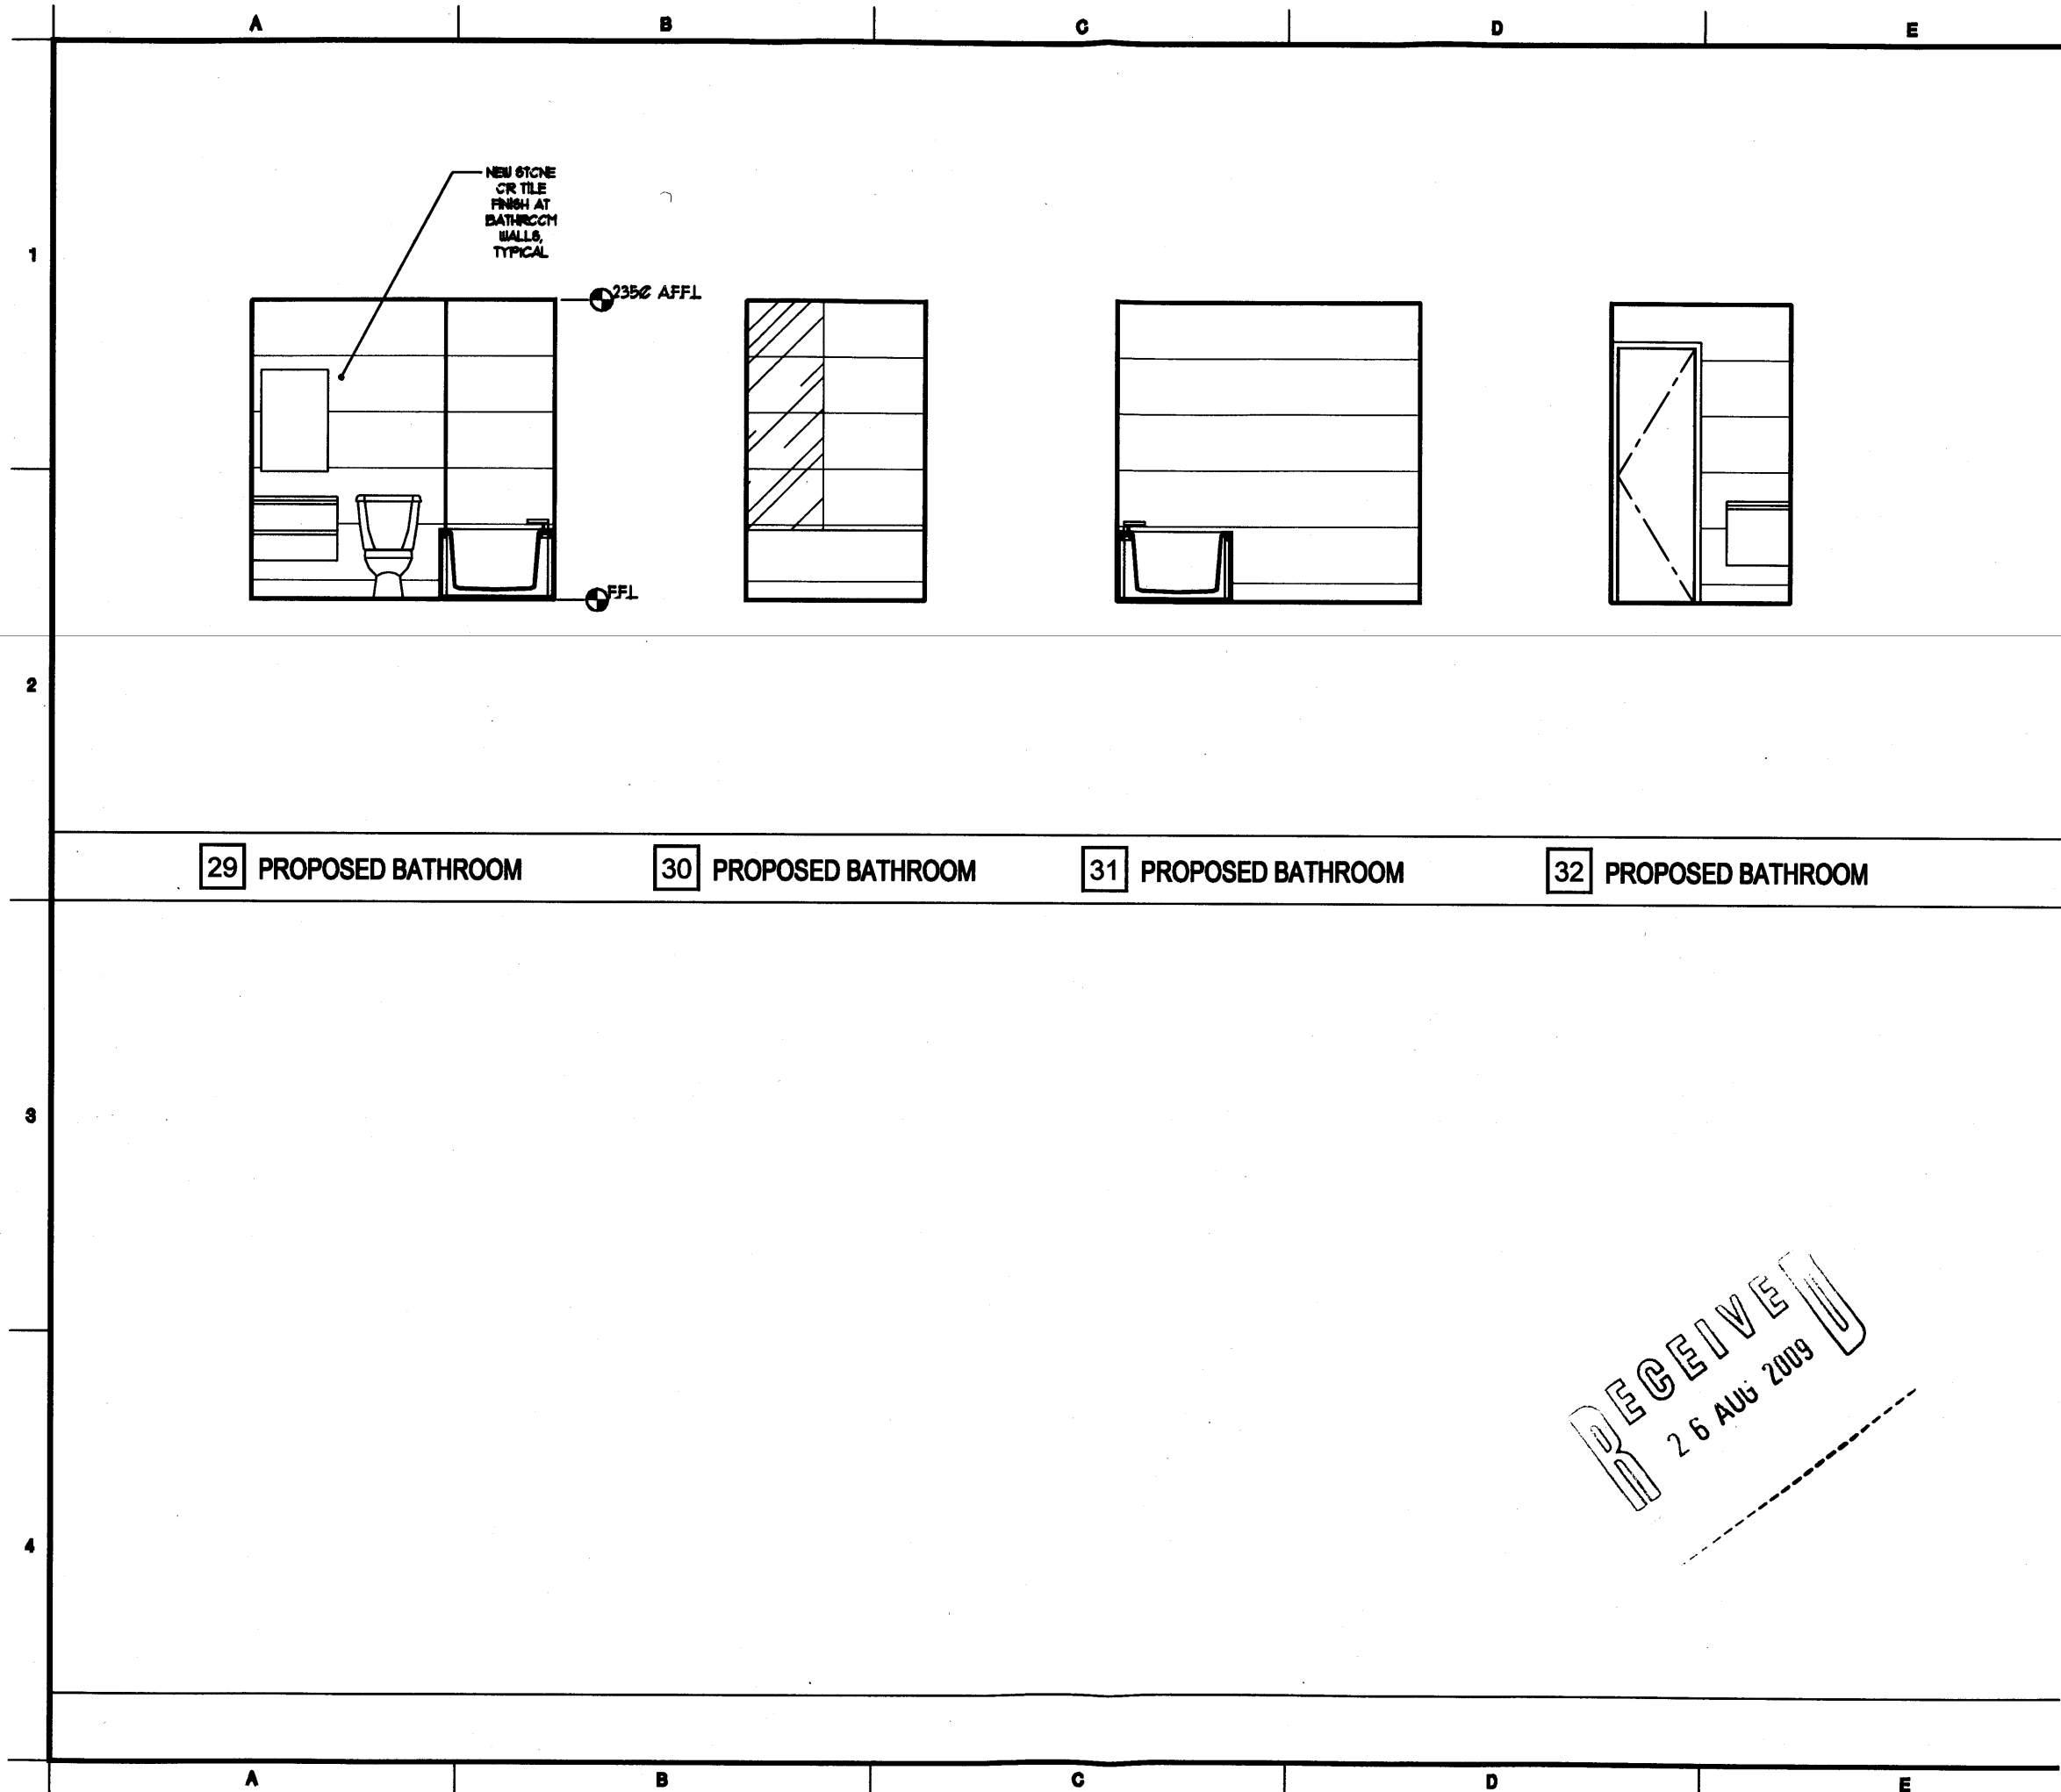 A B C D E
1
NEW STONE
OR TILE
FINISH AT
BATHROOM
WALLS,
TYPICAL
2350 AFFL
FFL
2
29 PROPOSED BATHROOM
30 PROPOSED BATHROOM
31 PROPOSED BATHROOM
32 PROPOSED BATHROOM
3
RECEIVED
26 AUG 2009
4
A B C D E